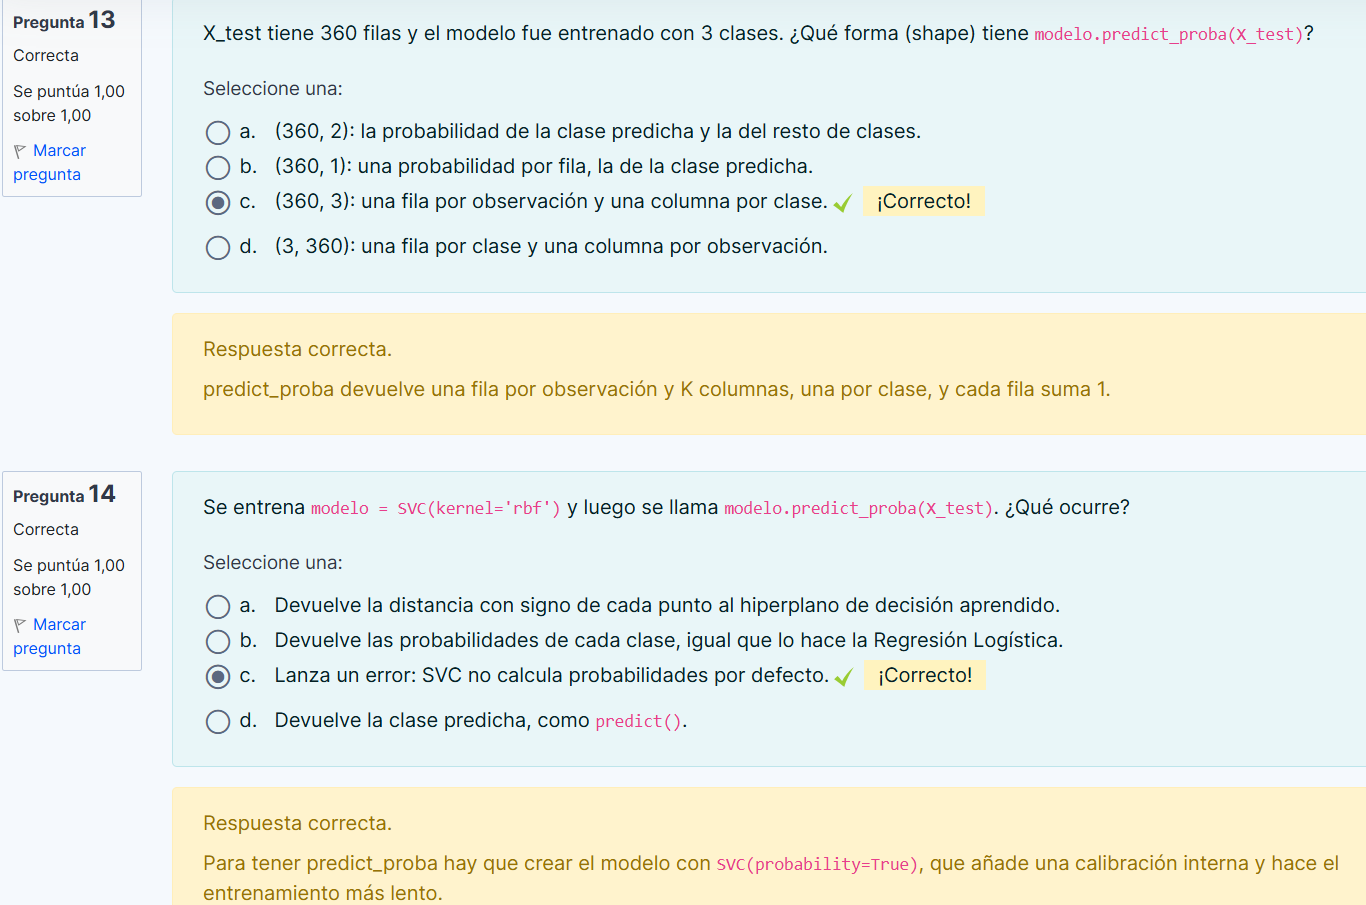 Pregunta 13
Correcta
Se puntúa 1,00
sobre 1,00
Marcar
pregunta
X_test tiene 360 filas y el modelo fue entrenado con 3 clases. ¿Qué forma (shape) tiene modelo.predict_proba(X_test)?
Seleccione una:
a. (360, 2): la probabilidad de la clase predicha y la del resto de clases.
b. (360, 1): una probabilidad por fila, la de la clase predicha.
c. (360, 3): una fila por observación y una columna por clase. ¡Correcto!
d. (3, 360): una fila por clase y una columna por observación.
Respuesta correcta.
predict_proba devuelve una fila por observación y K columnas, una por clase, y cada fila suma 1.
Pregunta 14
Correcta
Se puntúa 1,00
sobre 1,00
Marcar
pregunta
Se entrena modelo = SVC(kernel='rbf') y luego se llama modelo.predict_proba(X_test). ¿Qué ocurre?
Seleccione una:
a. Devuelve la distancia con signo de cada punto al hiperplano de decisión aprendido.
b. Devuelve las probabilidades de cada clase, igual que lo hace la Regresión Logística.
c. Lanza un error: SVC no calcula probabilidades por defecto. ¡Correcto!
d. Devuelve la clase predicha, como predict().
Respuesta correcta.
Para tener predict_proba hay que crear el modelo con SVC(probability=True), que añade una calibración interna y hace el
entrenamiento más lento.